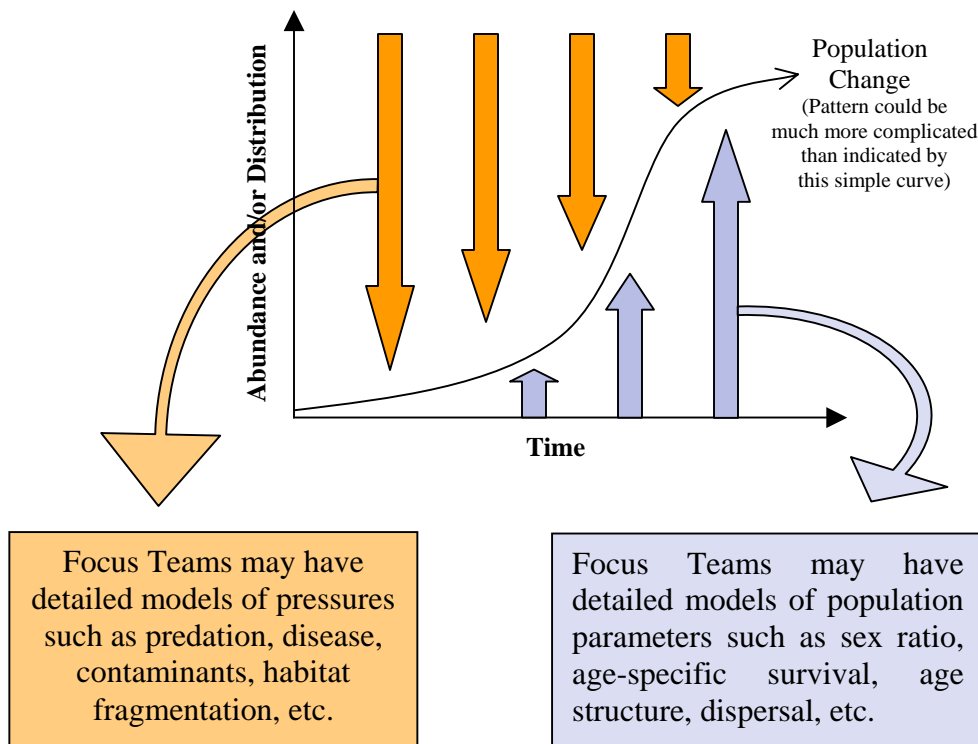 Population
Change
(Pattern could be
much more complicated
than indicated by
this simple curve)
Abundance and/or Distribution
Time
Focus Teams may have
detailed models of pressures
such as predation, disease,
contaminants, habitat
fragmentation, etc.
Focus Teams may have
detailed models of population
parameters such as sex ratio,
age-specific survival, age
structure, dispersal, etc.